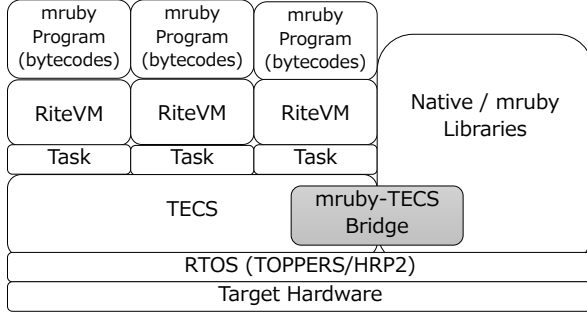 mruby
Program
(bytecodes)
mruby
Program
(bytecodes)
mruby
Program
(bytecodes)
RiteVM
RiteVM
RiteVM
Native / mruby
Libraries
Task
Task
Task
TECS
mruby-TECS
Bridge
RTOS (TOPPERS/HRP2)
Target Hardware